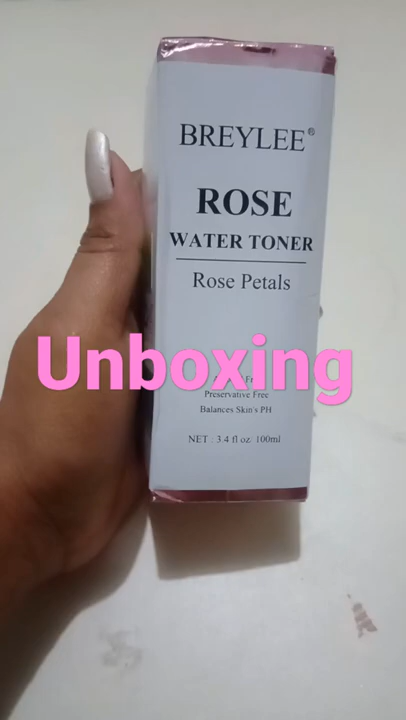 BREYLEE®
ROSE
WATER TONER
Rose Petals
Unboxing
Preservative Free
Balances Skin's PH
NET : 3.4 fl oz. 100ml